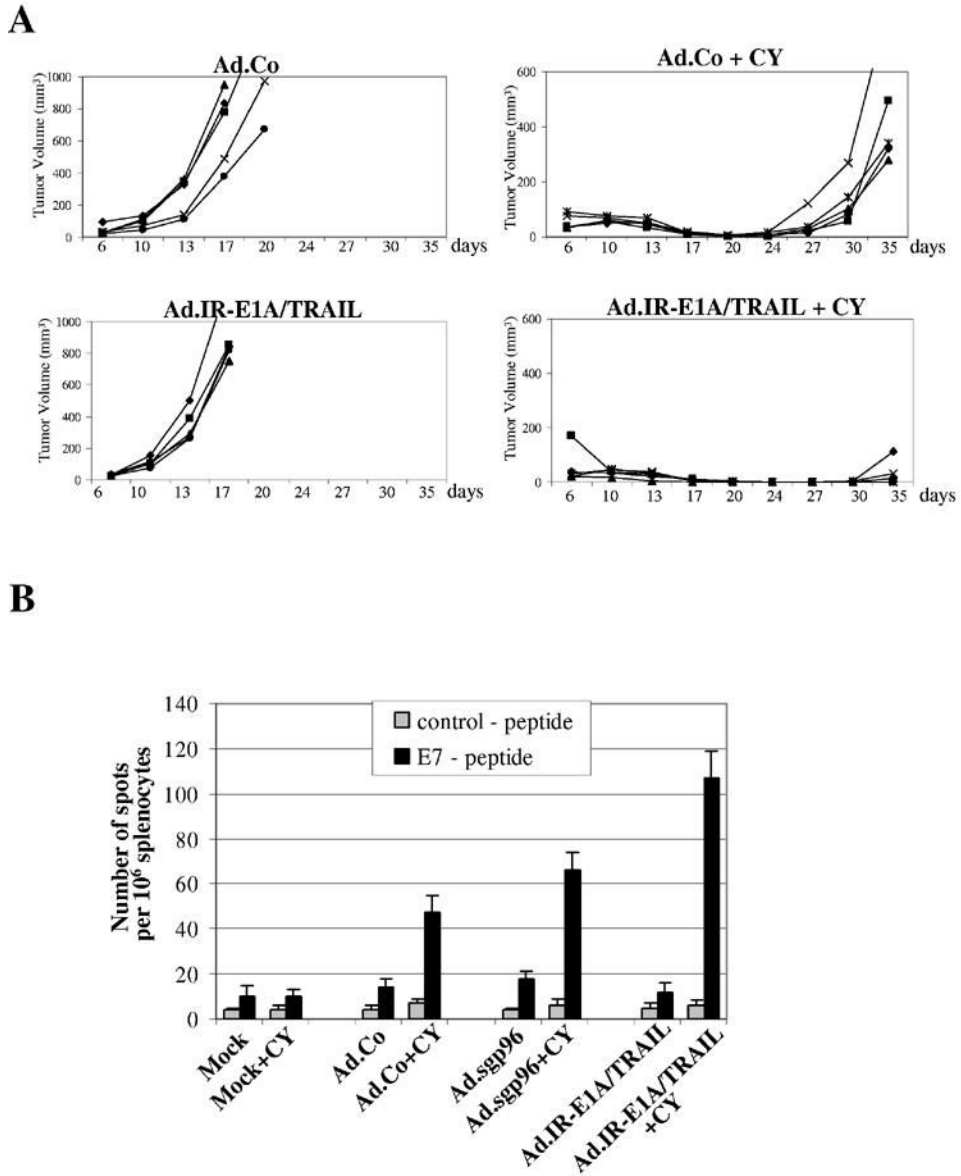 A
Ad.Co
Tumor Volume (mm³)
1000
800
600
400
200
0
6 10 13 17 20 24 27 30 35 days
Ad.Co + CY
Tumor Volume (mm³)
600
400
200
0
6 10 13 17 20 24 27 30 35 days
Ad.IR-E1A/TRAIL
Tumor Volume (mm³)
1000
800
600
400
200
0
6 10 13 17 20 24 27 30 35 days
Ad.IR-E1A/TRAIL + CY
Tumor Volume (mm³)
600
400
200
0
6 10 13 17 20 24 27 30 35 days
B
Number of spots
per 10⁶ splenocytes
140
120
100
80
60
40
20
0
control - peptide
E7 - peptide
Mock
Mock+CY
Ad.Co
Ad.Co+CY
Ad.sgp96
Ad.sgp96+CY
Ad.IR-E1A/TRAIL
Ad.IR-E1A/TRAIL
+CY